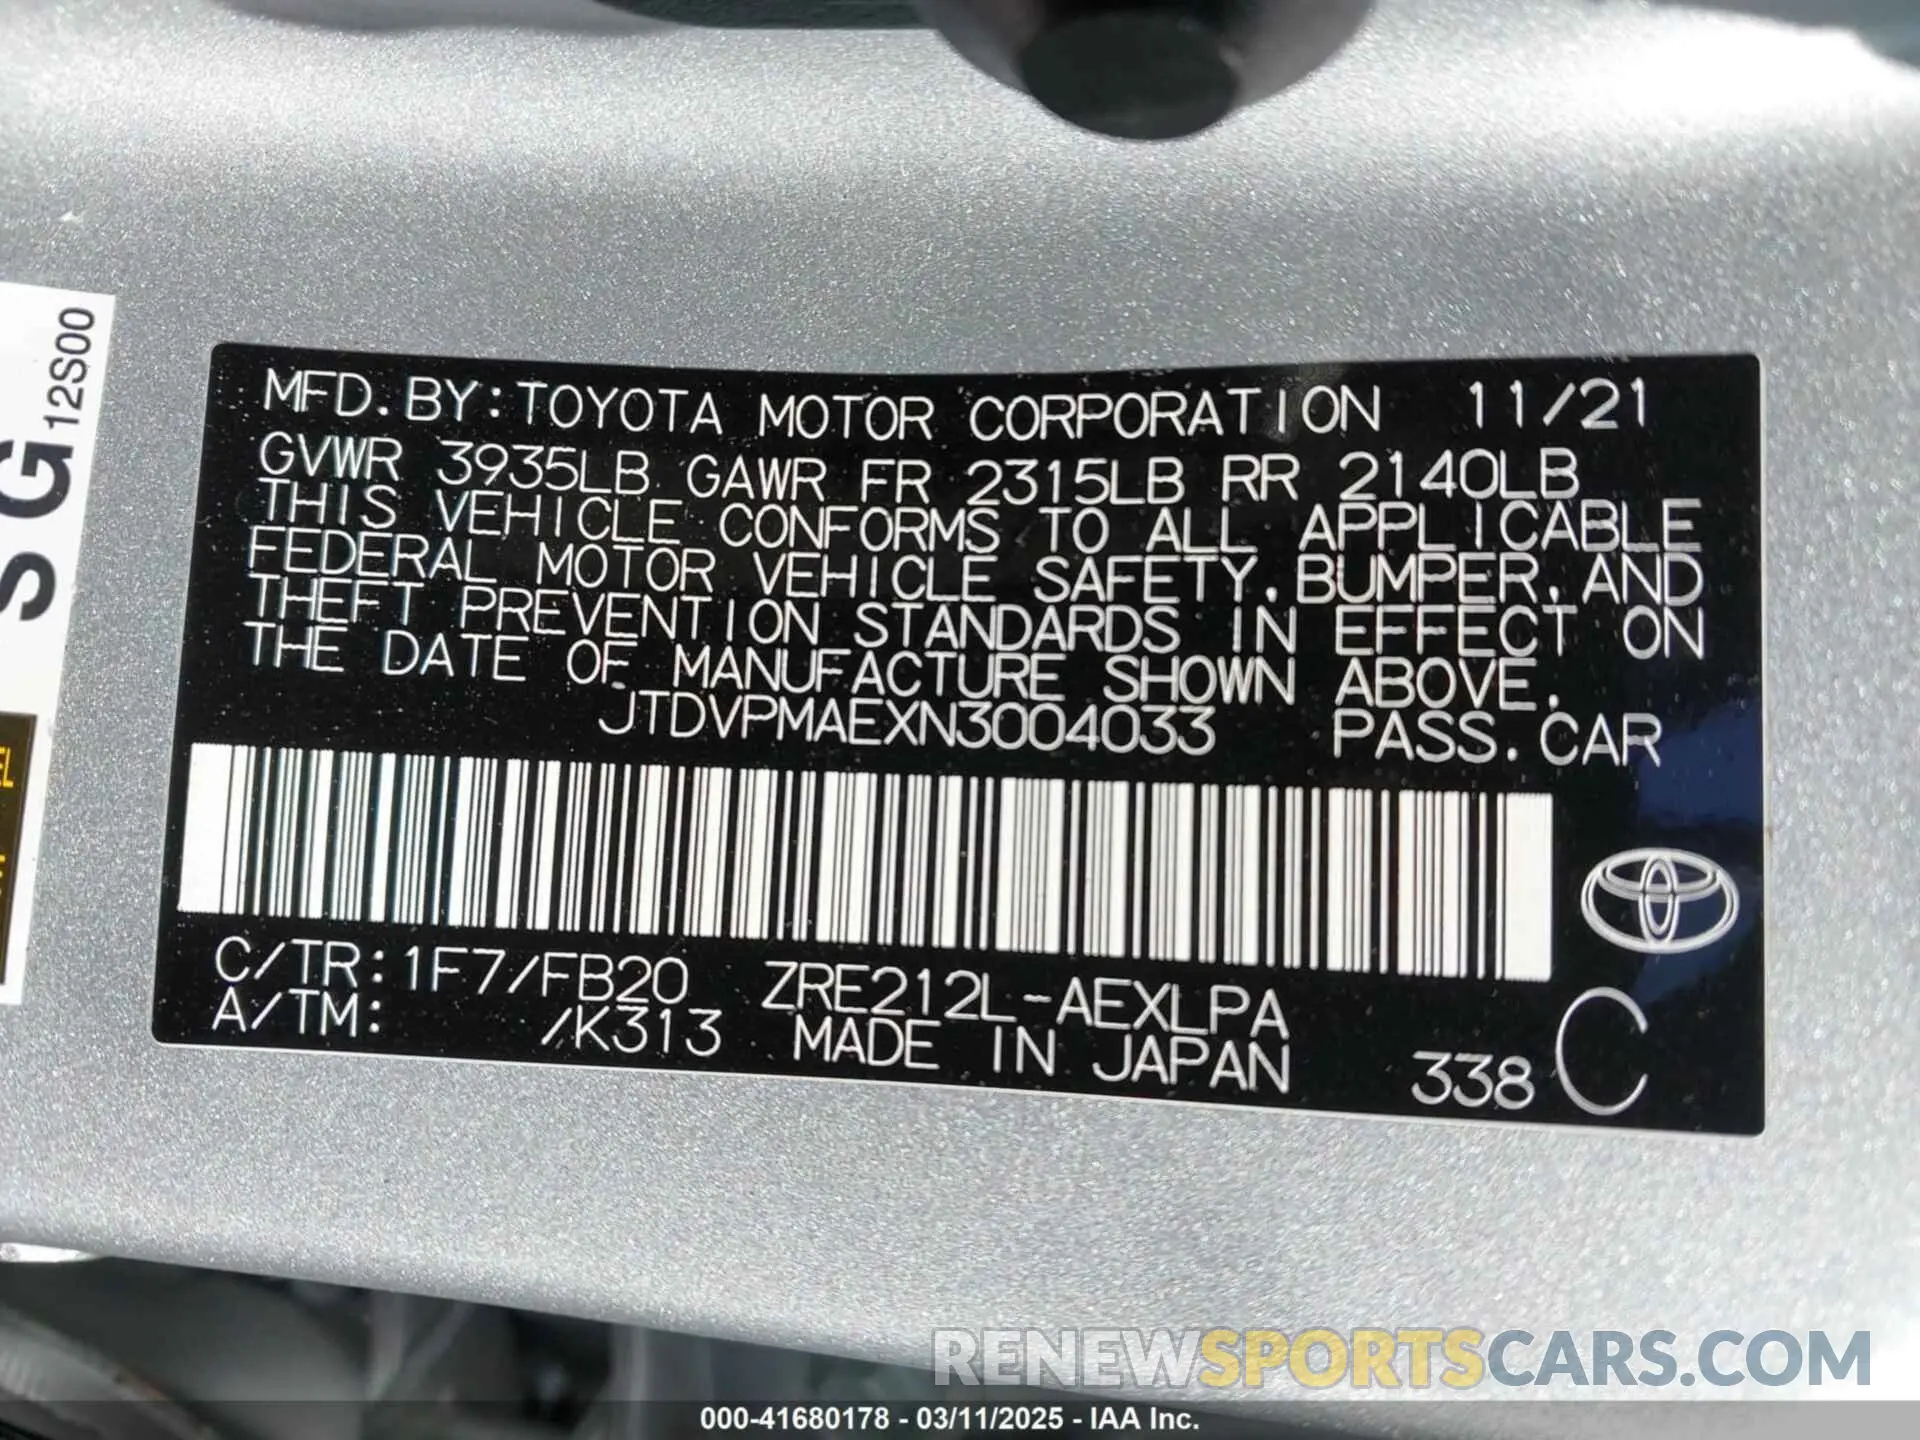 SG12S00
EL
MFD. BY: TOYOTA MOTOR CORPORATION 11/21
GVWR 3935LB GAWR FR 2315LB RR 2140LB
THIS VEHICLE CONFORMS TO ALL APPLICABLE
FEDERAL MOTOR VEHICLE SAFETY, BUMPER, AND
THEFT PREVENTION STANDARDS IN EFFECT ON
THE DATE OF MANUFACTURE SHOWN ABOVE.
JTDVPMAEXN3004033 PASS. CAR
C/TR: 1F7/FB20 ZRE212L-AEXLPA
A/TM: /K313 MADE IN JAPAN 338 C
RENEWSPORTSCARS.COM
000-41680178 - 03/11/2025 - IAA Inc.